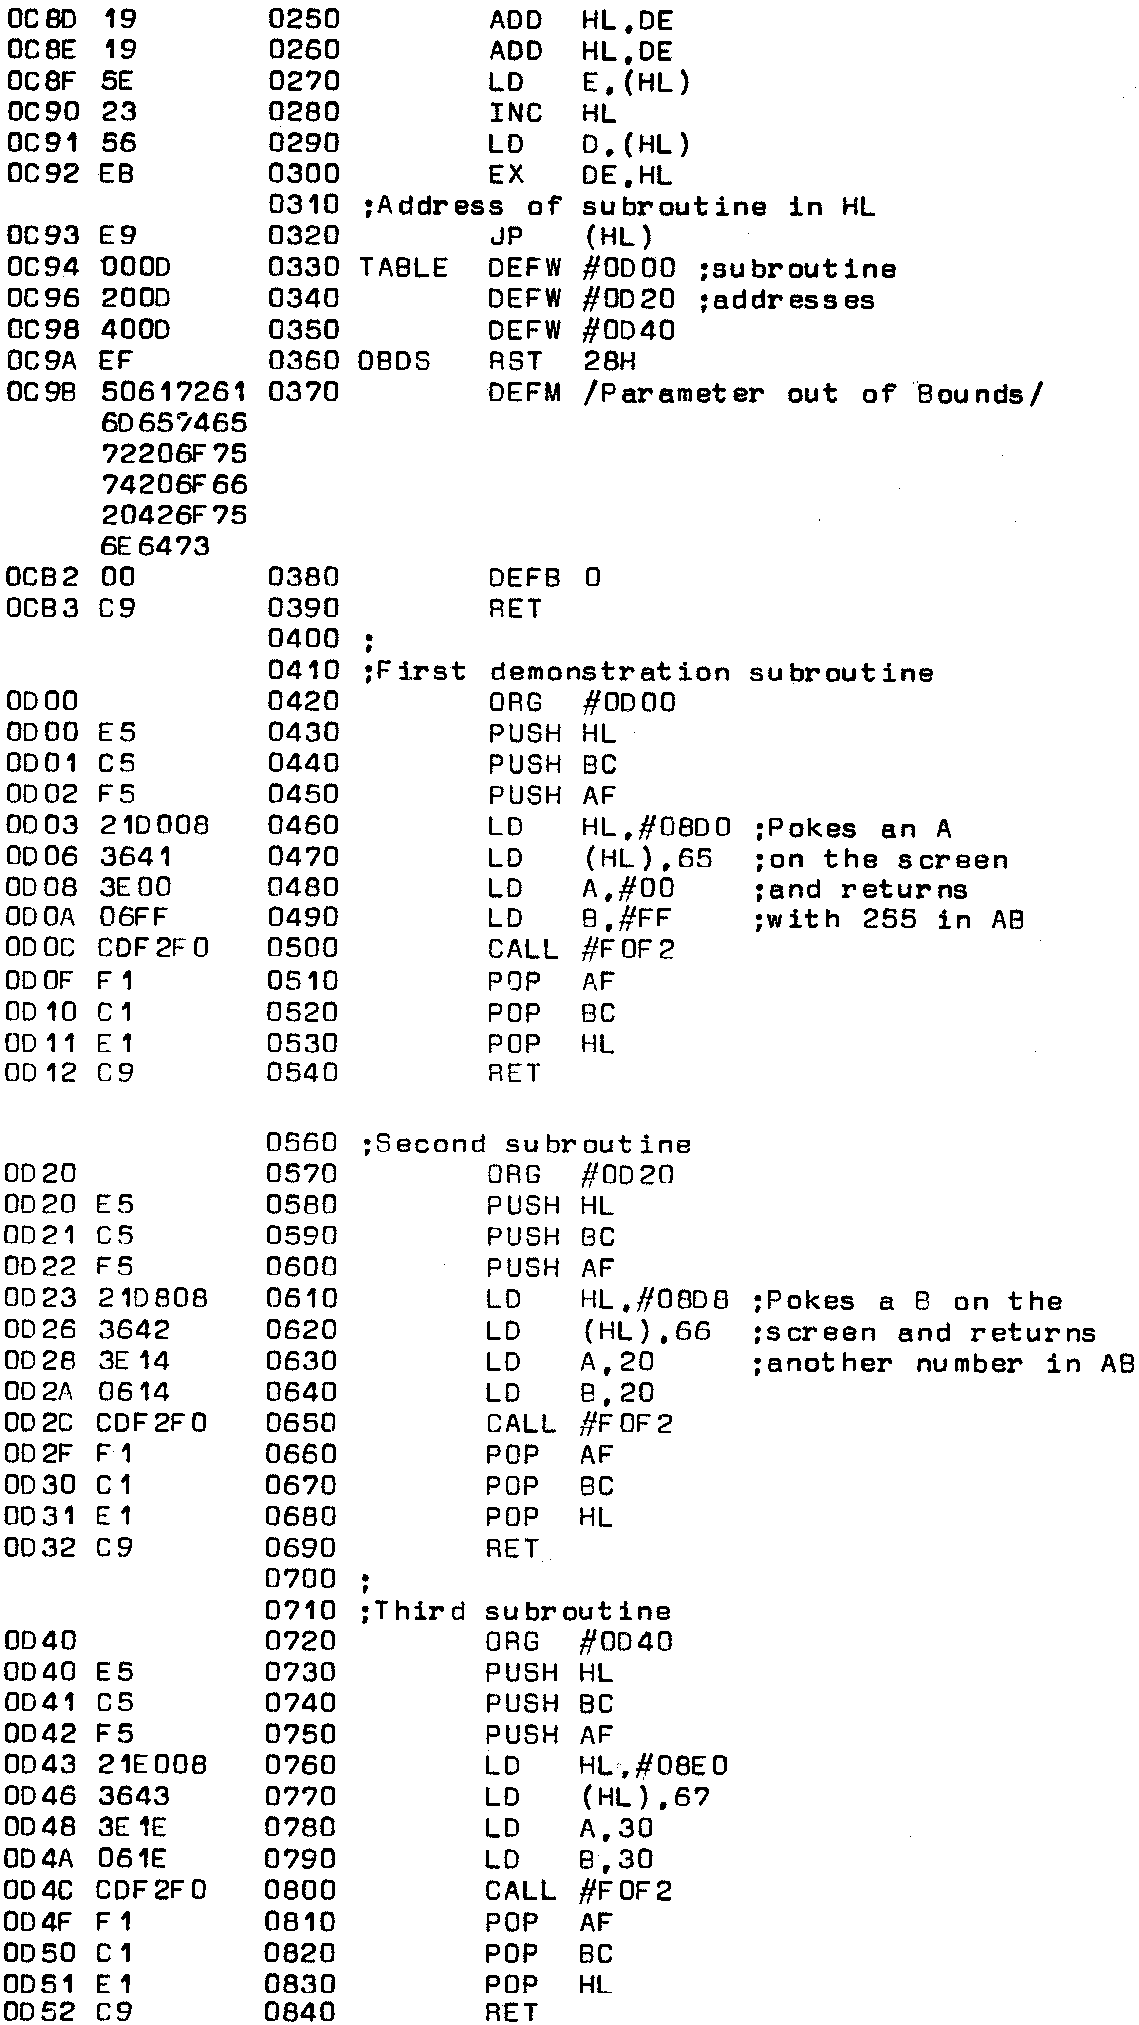 0C8D 19 0250 ADD HL,DE
0C8E 19 0260 ADD HL,DE
0C8F 5E 0270 LD E,(HL)
0C90 23 0280 INC HL
0C91 56 0290 LD D,(HL)
0C92 EB 0300 EX DE,HL
0310 ;Address of subroutine in HL
0C93 E9 0320 JP (HL)
0C94 000D 0330 TABLE DEFW #0D00 ;subroutine
0C96 200D 0340 DEFW #0D20 ;addresses
0C98 400D 0350 DEFW #0D40
0C9A EF 0360 OBDS RST 28H
0C9B 50617261 0370 DEFM /Parameter out of Bounds/
6D657465
72206F75
74206F66
20426F75
6E6473
0CB2 00 0380 DEFB 0
0CB3 C9 0390 RET
0400 ;
0410 ;First demonstration subroutine
0D00 0420 ORG #0D00
0D00 E5 0430 PUSH HL
0D01 C5 0440 PUSH BC
0D02 F5 0450 PUSH AF
0D03 21D008 0460 LD HL,#08D0 ;Pokes an A
0D06 3641 0470 LD (HL),65 ;on the screen
0D08 3E00 0480 LD A,#00 ;and returns
0D0A 06FF 0490 LD B,#FF ;with 255 in AB
0D0C CDF2F0 0500 CALL #F0F2
0D0F F1 0510 POP AF
0D10 C1 0520 POP BC
0D11 E1 0530 POP HL
0D12 C9 0540 RET
0560 ;Second subroutine
0D20 0570 ORG #0D20
0D20 E5 0580 PUSH HL
0D21 C5 0590 PUSH BC
0D22 F5 0600 PUSH AF
0D23 21D808 0610 LD HL,#08D8 ;Pokes a B on the
0D26 3642 0620 LD (HL),66 ;screen and returns
0D28 3E14 0630 LD A,20 ;another number in AB
0D2A 0614 0640 LD B,20
0D2C CDF2F0 0650 CALL #F0F2
0D2F F1 0660 POP AF
0D30 C1 0670 POP BC
0D31 E1 0680 POP HL
0D32 C9 0690 RET
0700 ;
0710 ;Third subroutine
0D40 0720 ORG #0D40
0D40 E5 0730 PUSH HL
0D41 C5 0740 PUSH BC
0D42 F5 0750 PUSH AF
0D43 21E008 0760 LD HL,#08E0
0D46 3643 0770 LD (HL),67
0D48 3E1E 0780 LD A,30
0D4A 061E 0790 LD B,30
0D4C CDF2F0 0800 CALL #F0F2
0D4F F1 0810 POP AF
0D50 C1 0820 POP BC
0D51 E1 0830 POP HL
0D52 C9 0840 RET